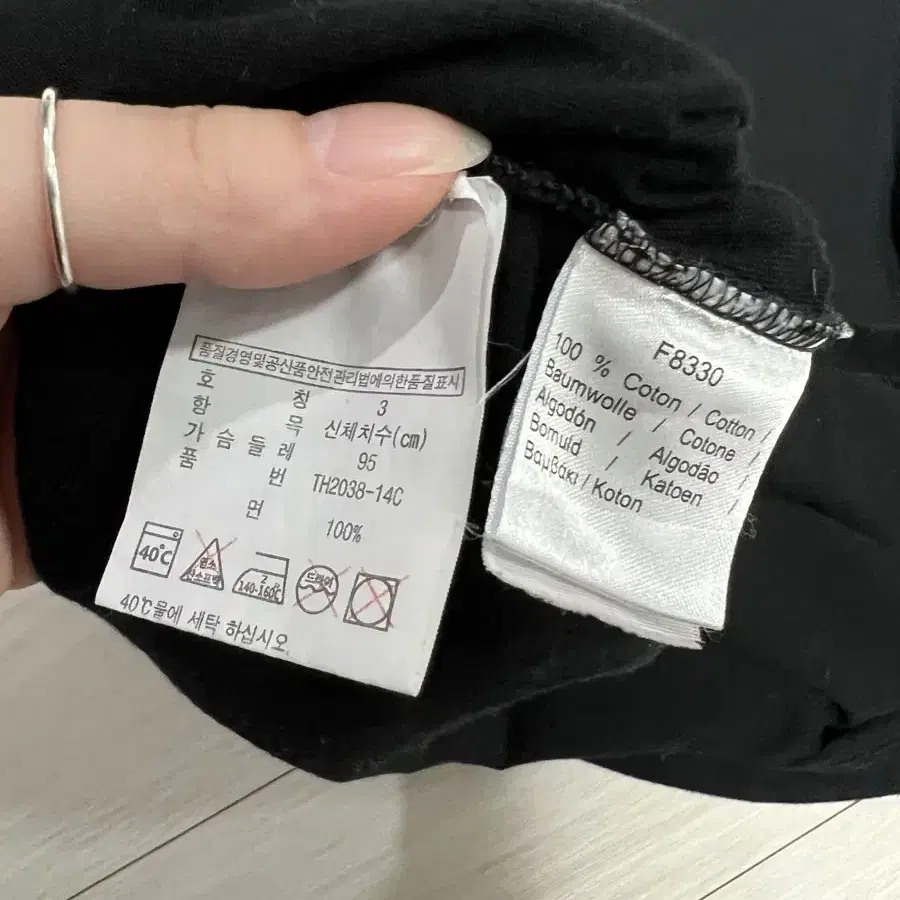 품질경영및공산품안전관리법에의한품질표시
호 칭 3
항 목 신체치수(cm)
가 슴 둘 레 95
품 번 TH2038-14C
면 100%
40℃
염소
산소표백
2
140-160℃
드라이
40℃물에 세탁 하십시오.
F8330
100 % Coton / Cotton /
Baumwolle / Cotone /
Algodón / Algodão /
Bomuld / Katoen /
Βαμβάκι / Koton